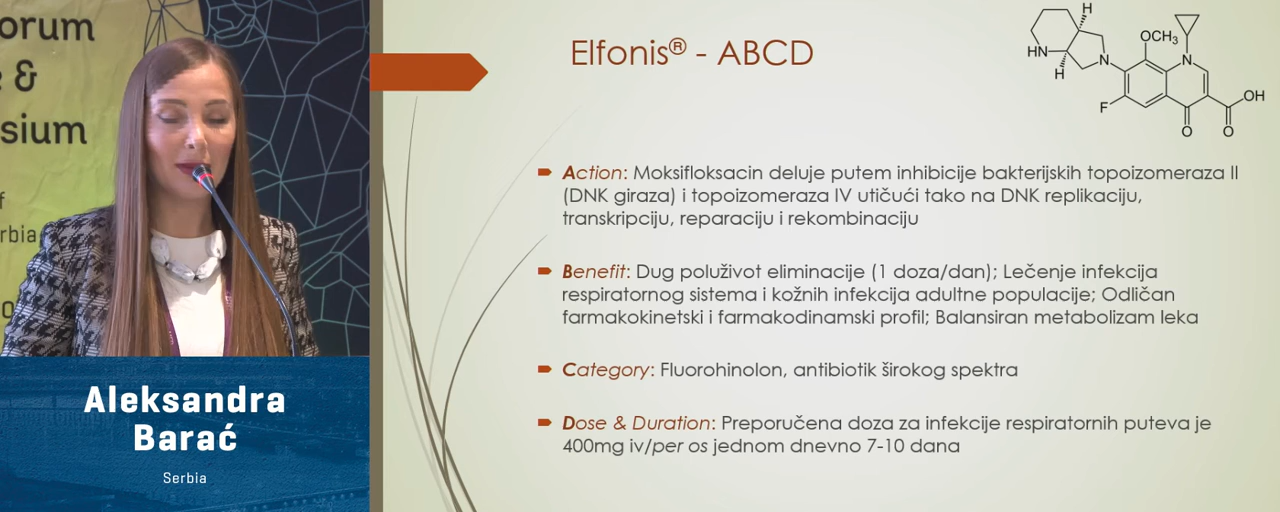 orum
e &
sium
f
rbia
Aleksandra
Barać
Serbia
Elfonis® - ABCD
H
HN
H
N
OCH3
N
F
OH
O
O
Action: Moksifloksacin deluje putem inhibicije bakterijskih topoizomeraza II
(DNK giraza) i topoizomeraza IV utičući tako na DNK replikaciju,
transkripciju, reparaciju i rekombinaciju
Benefit: Dug poluživot eliminacije (1 doza/dan); Lečenje infekcija
respiratornog sistema i kožnih infekcija adultne populacije; Odličan
farmakokinetski i farmakodinamski profil; Balansiran metabolizam leka
Category: Fluorohinolon, antibiotik širokog spektra
Dose & Duration: Preporučena doza za infekcije respiratornih puteva je
400mg iv/per os jednom dnevno 7-10 dana